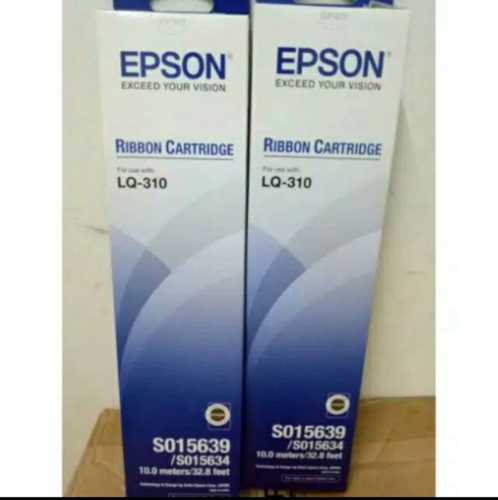 EPSON
EXCEED YOUR VISION
RIBBON CARTRIDGE
For use with:
LQ-310
S015639
/S015634
10.0 meters/32.8 feet
EPSON
EXCEED YOUR VISION
RIBBON CARTRIDGE
For use with:
LQ-310
S015639
/S015634
10.0 meters/32.8 feet